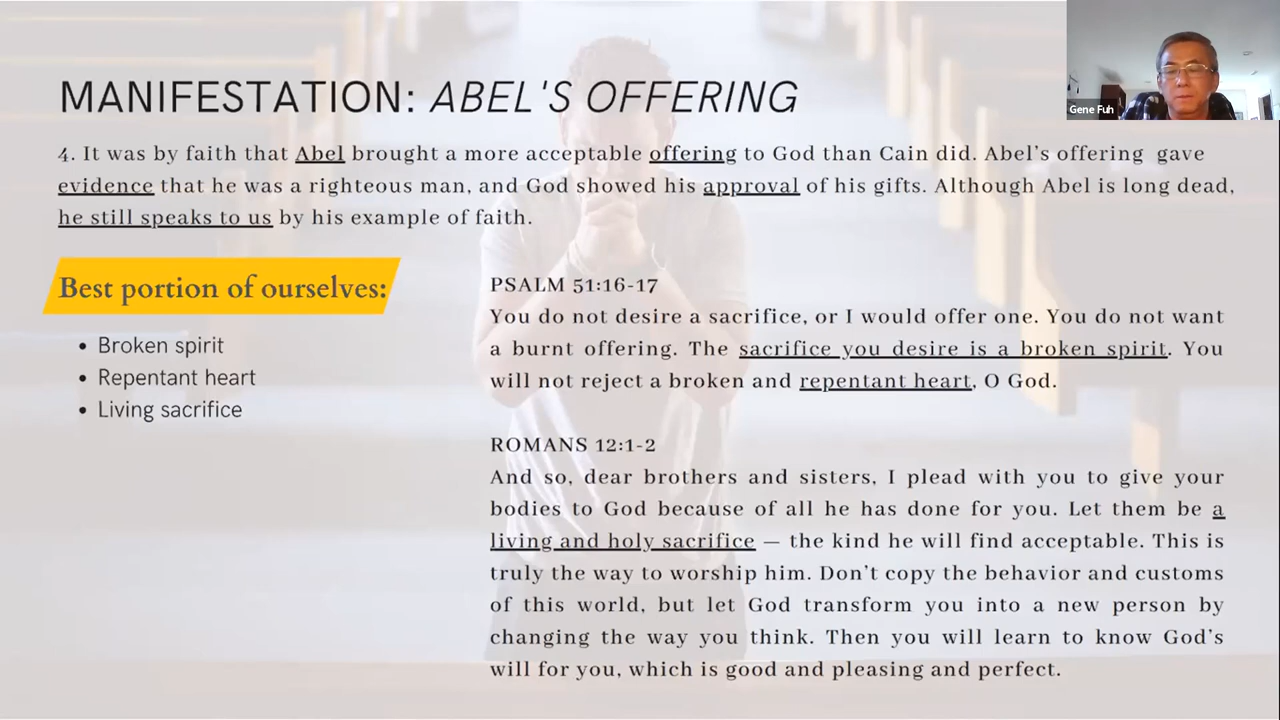 MANIFESTATION: ABEL'S OFFERING
Gene Fuh
4. It was by faith that Abel brought a more acceptable offering to God than Cain did. Abel's offering gave
evidence that he was a righteous man, and God showed his approval of his gifts. Although Abel is long dead,
he still speaks to us by his example of faith.
Best portion of ourselves:
• Broken spirit
• Repentant heart
• Living sacrifice
PSALM 51:16-17
You do not desire a sacrifice, or I would offer one. You do not want
a burnt offering. The sacrifice you desire is a broken spirit. You
will not reject a broken and repentant heart, O God.
ROMANS 12:1-2
And so, dear brothers and sisters, I plead with you to give your
bodies to God because of all he has done for you. Let them be a
living and holy sacrifice — the kind he will find acceptable. This is
truly the way to worship him. Don't copy the behavior and customs
of this world, but let God transform you into a new person by
changing the way you think. Then you will learn to know God's
will for you, which is good and pleasing and perfect.